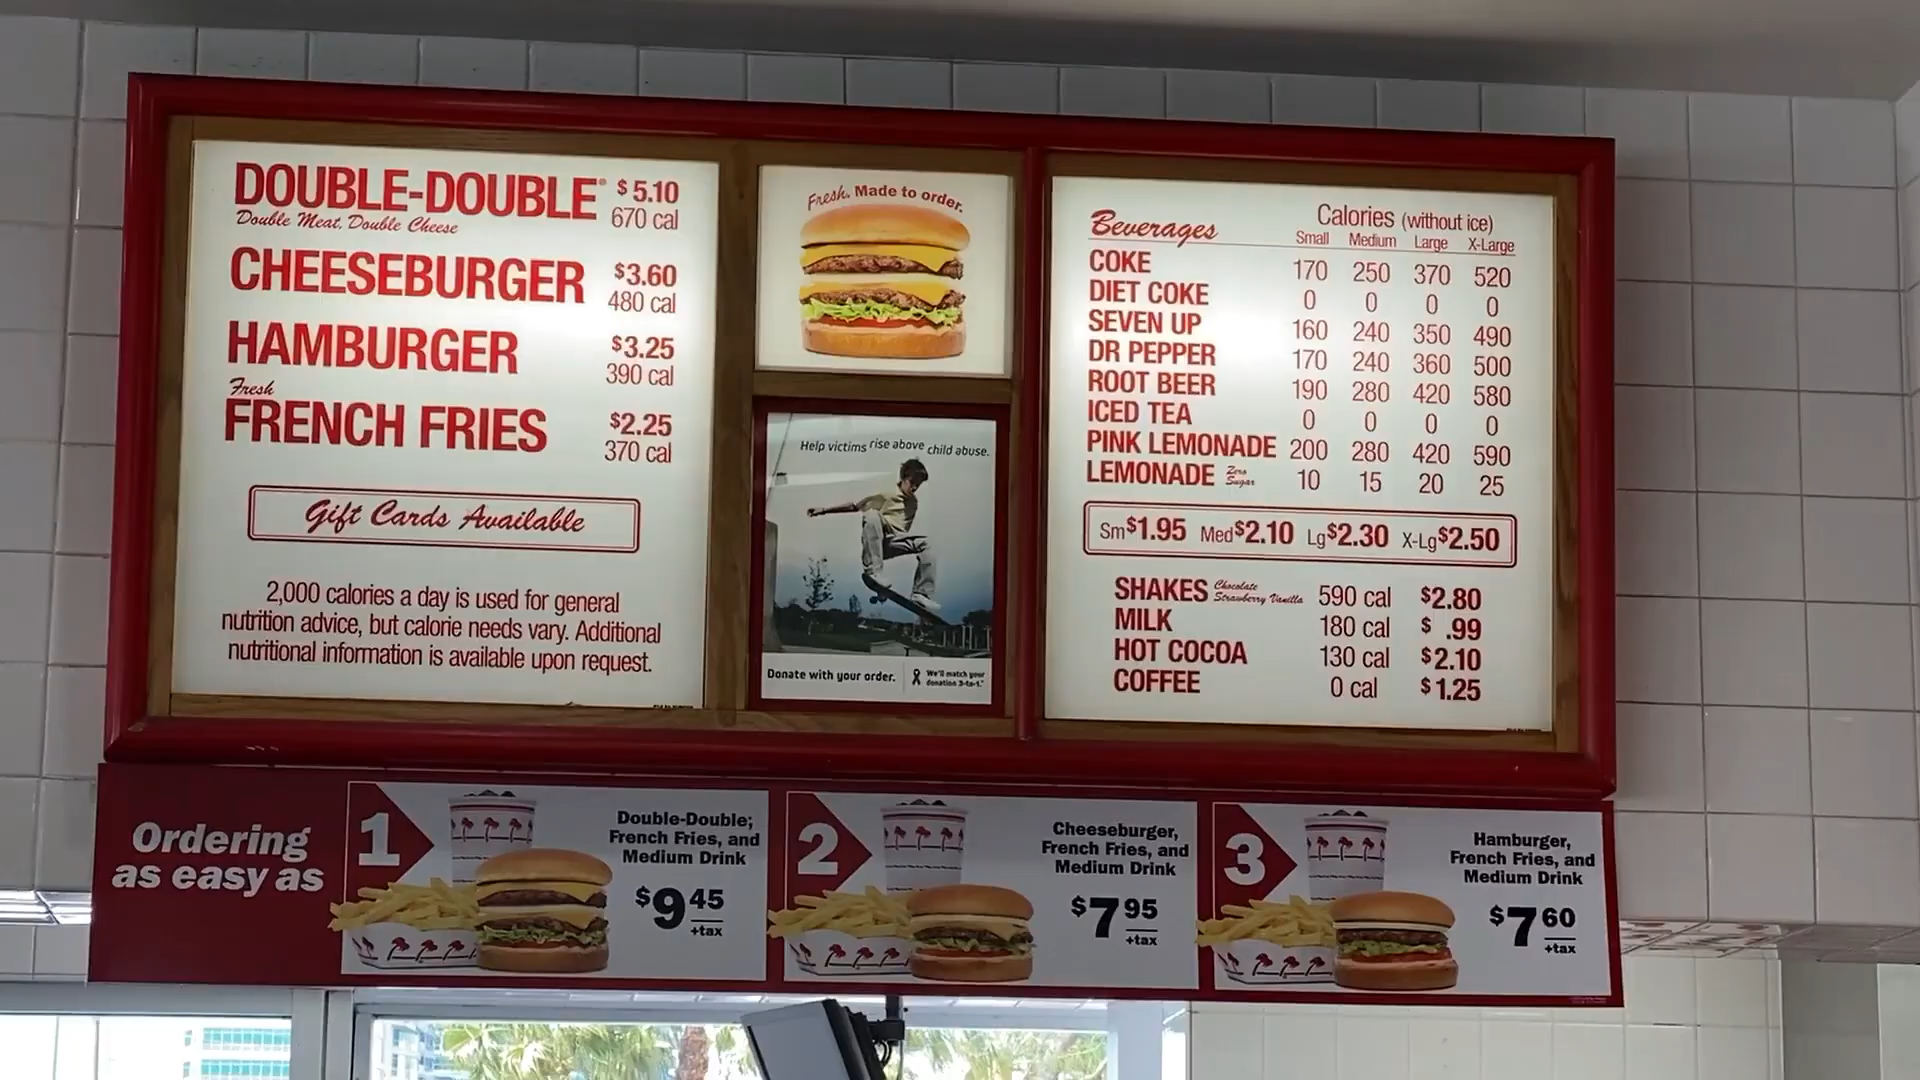 DOUBLE-DOUBLE® $5.10
Double Meat, Double Cheese 670 cal
CHEESEBURGER $3.60
480 cal
HAMBURGER $3.25
390 cal
Fresh
FRENCH FRIES $2.25
370 cal
Gift Cards Available
2,000 calories a day is used for general
nutrition advice, but calorie needs vary. Additional
nutritional information is available upon request.
Fresh. Made to order.
Help victims rise above child abuse.
Donate with your order.
We'll match your
donation 3-to-1.*
Beverages Calories (without ice)
Small Medium Large X-Large
COKE 170 250 370 520
DIET COKE 0 0 0 0
SEVEN UP 160 240 350 490
DR PEPPER 170 240 360 500
ROOT BEER 190 280 420 580
ICED TEA 0 0 0 0
PINK LEMONADE 200 280 420 590
LEMONADE Zero Sugar 10 15 20 25
Sm $1.95 Med $2.10 Lg $2.30 X-Lg $2.50
SHAKES Chocolate Strawberry Vanilla 590 cal $2.80
MILK 180 cal $ .99
HOT COCOA 130 cal $2.10
COFFEE 0 cal $1.25
Ordering
as easy as
1
Double-Double;
French Fries, and
Medium Drink
$9 45
+tax
2
Cheeseburger,
French Fries, and
Medium Drink
$7 95
+tax
3
Hamburger,
French Fries, and
Medium Drink
$7 60
+tax